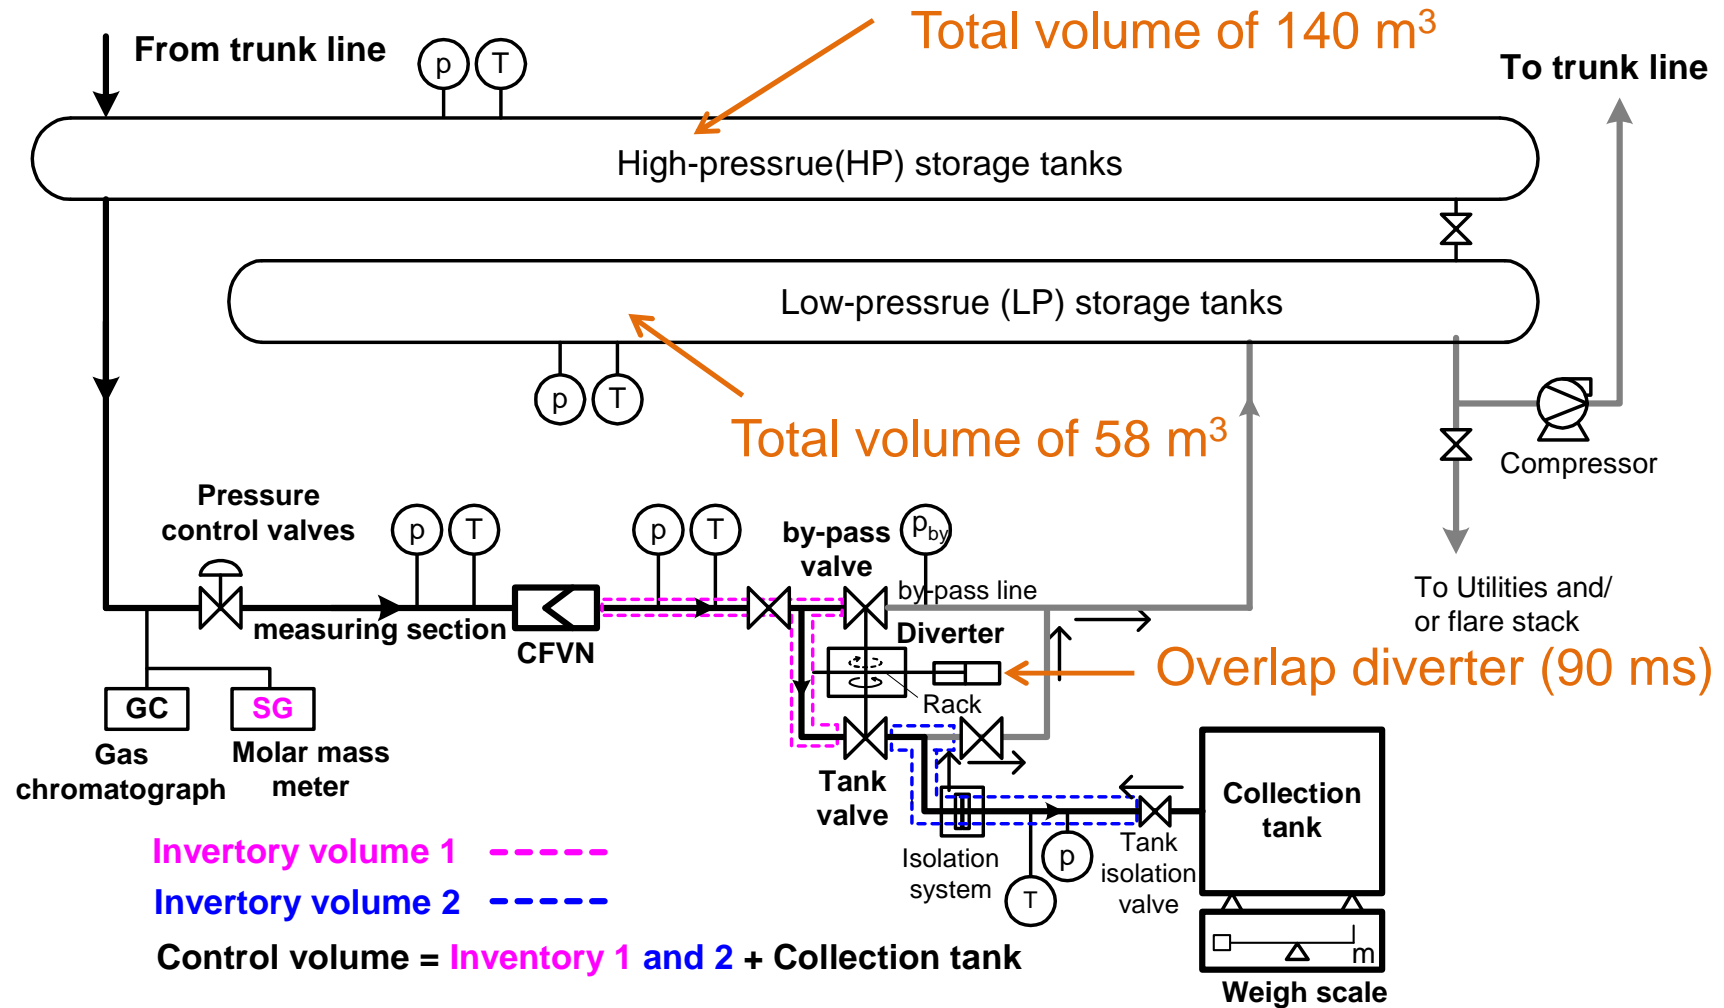 Total volume of 140 m³
From trunk line
p T
To trunk line
High-pressrue(HP) storage tanks
Low-pressrue (LP) storage tanks
p T
Total volume of 58 m³
Compressor
Pressure
control valves
p T
p T
by-pass
valve
pby
by-pass line
To Utilities and/
or flare stack
measuring section
CFVN
Diverter
Overlap diverter (90 ms)
Rack
GC
SG
Gas
chromatograph
Molar mass
meter
Tank
valve
Collection
tank
Isolation
system
T
p
Tank
isolation
valve
Invertory volume 1
Invertory volume 2
Control volume = Inventory 1 and 2 + Collection tank
m
Weigh scale